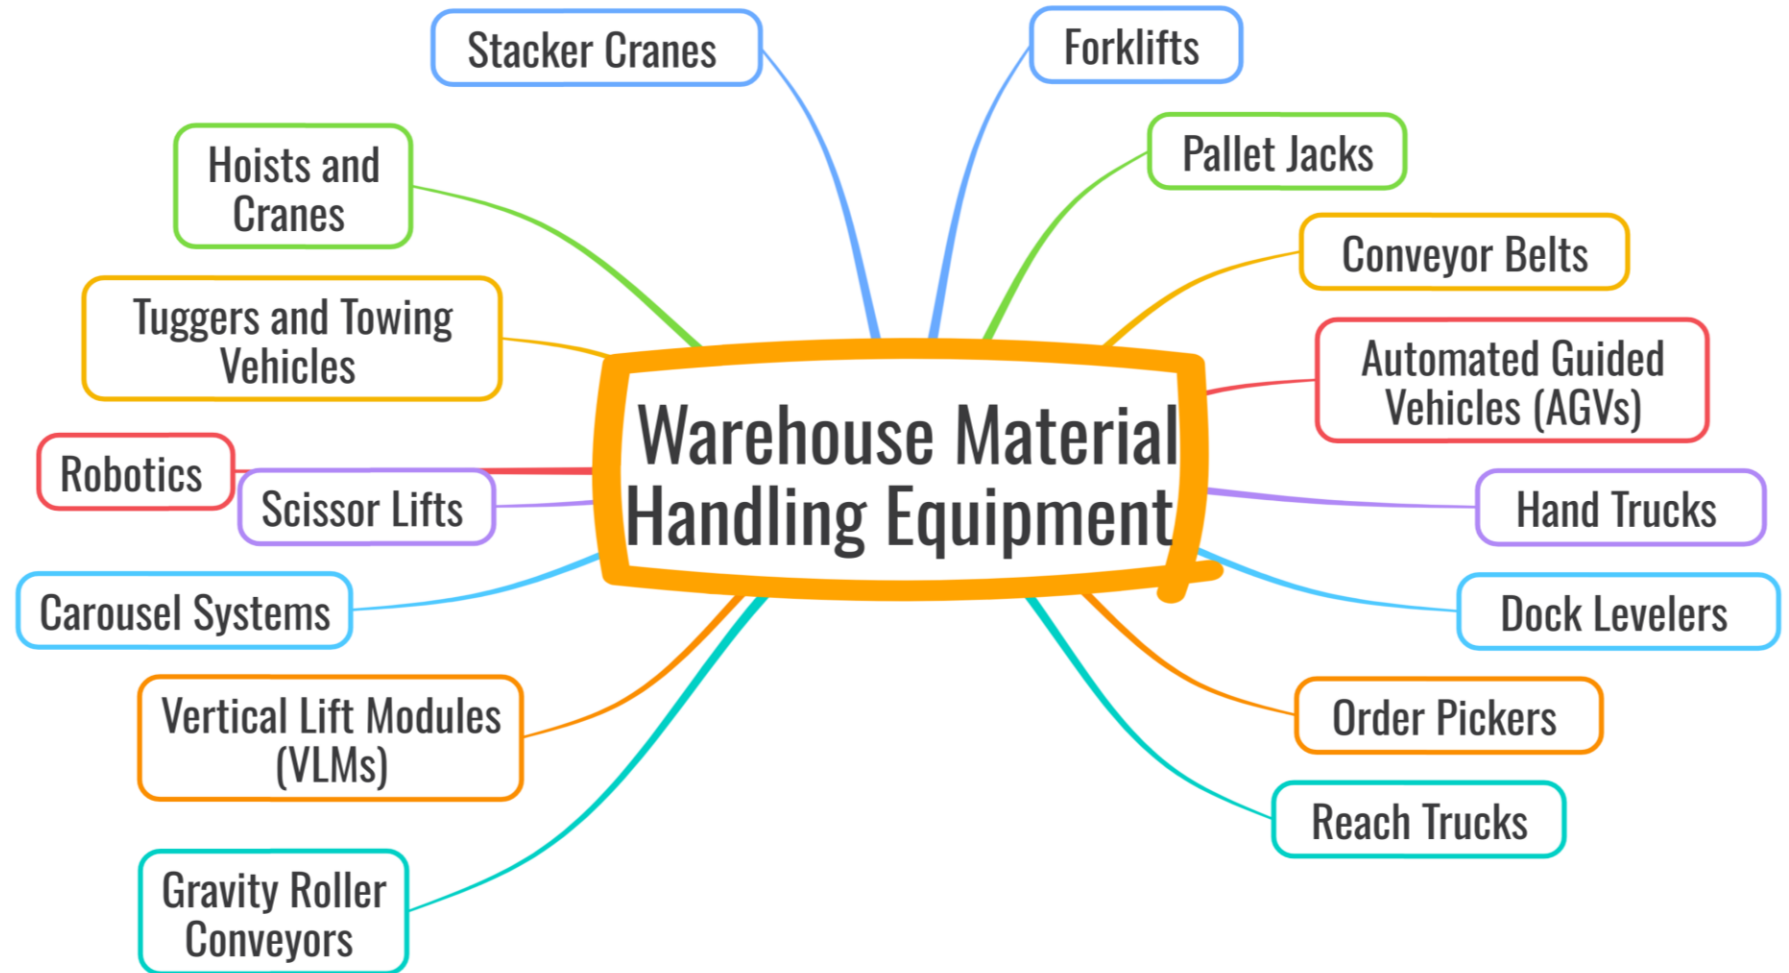 Stacker Cranes
Forklifts
Hoists and
Cranes
Pallet Jacks
Conveyor Belts
Tuggers and Towing
Vehicles
Automated Guided
Vehicles (AGVs)
Warehouse Material
Handling Equipment
Robotics
Scissor Lifts
Hand Trucks
Carousel Systems
Dock Levelers
Vertical Lift Modules
(VLMs)
Order Pickers
Reach Trucks
Gravity Roller
Conveyors